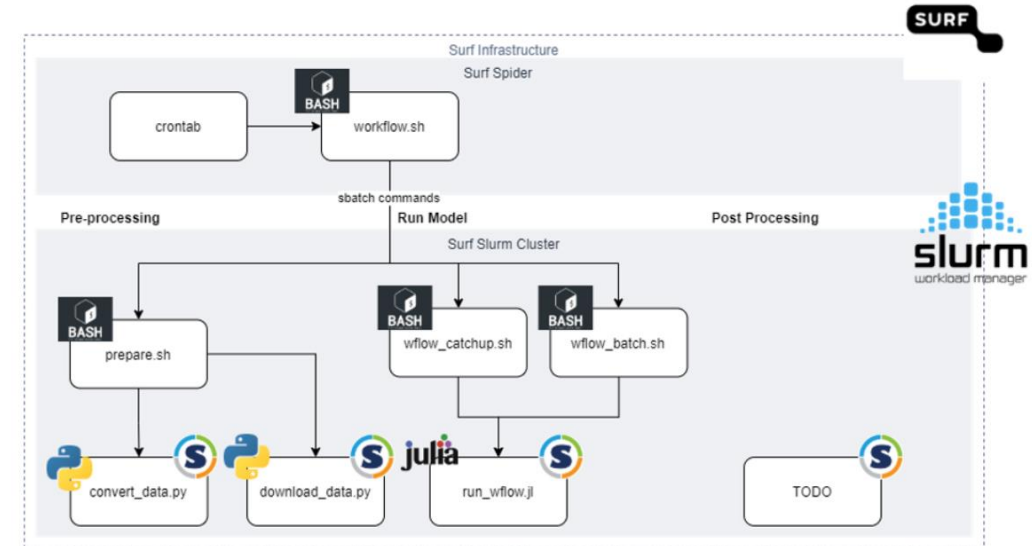 SURF
Surf Infrastructure
Surf Spider
BASH
crontab
workflow.sh
sbatch commands
Pre-processing
Run Model
Post Processing
slurm
workload manager
Surf Slurm Cluster
BASH
BASH
BASH
prepare.sh
wflow_catchup.sh
wflow_batch.sh
julia
S
S
S
S
convert_data.py
download_data.py
run_wflow.jl
TODO